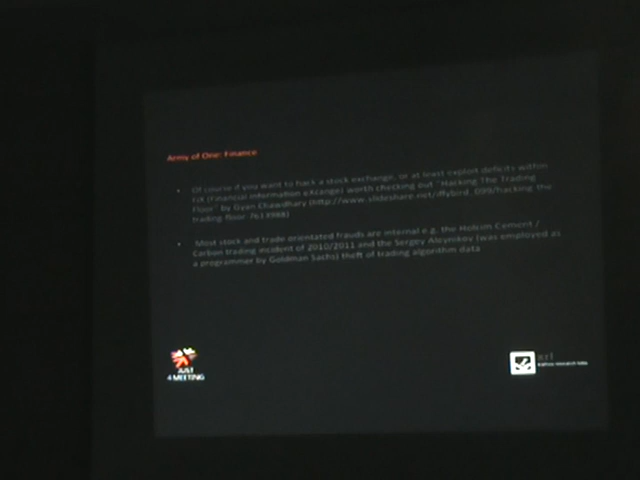 Army of One: Finance
• Of course if you want to hack a stock exchange, or at least exploit deficits within
FIX (Financial Information eXchange) worth checking out "Hacking The Trading
Floor" by Gyan Chawdhary (http://www.slideshare.net/iflybird_099/hacking-the
trading-floor-7613988)
• Most stock and trade orientated frauds are internal e.g. the Holcim Cement /
Carbon trading incident of 2010/2011 and the Sergey Aleynikov (was employed as
a programmer by Goldman Sachs) theft of trading algorithm data
JUST
4 MEETING
research labs